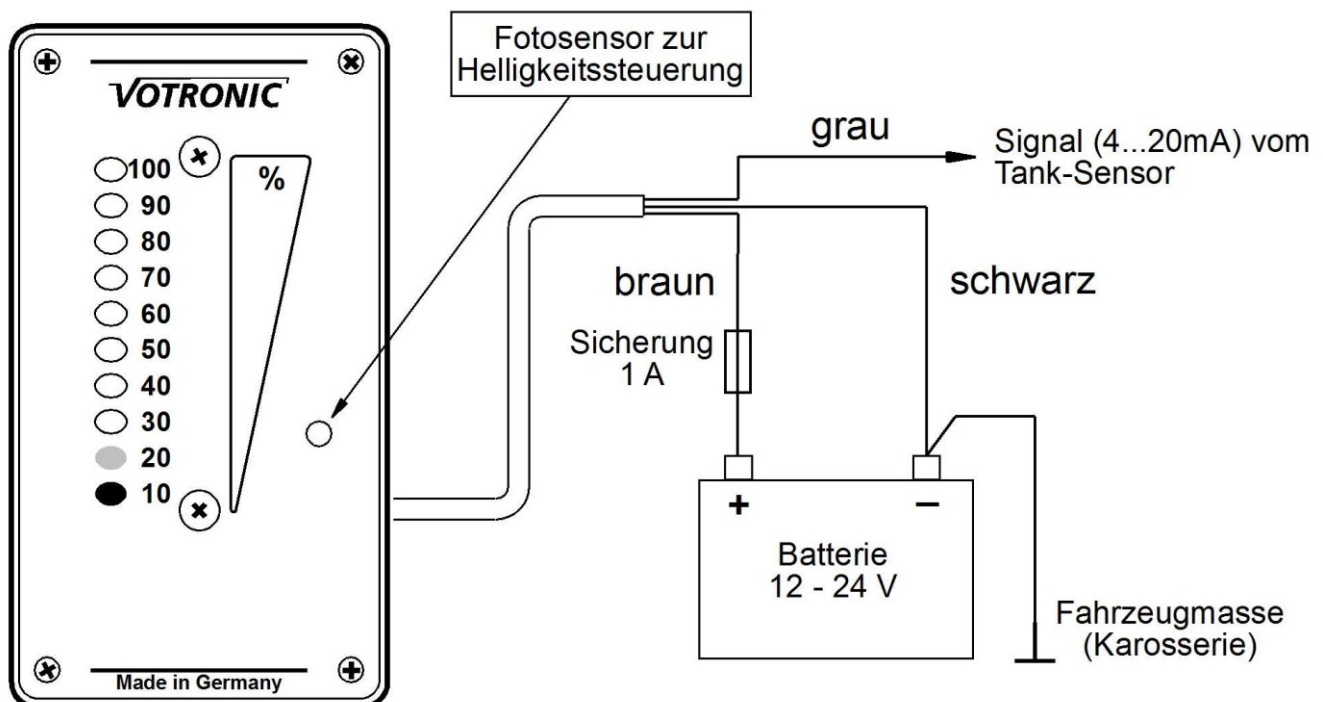 VOTRONIC
100
90
80
70
60
50
40
30
20
10
%
Made in Germany
Fotosensor zur
Helligkeitssteuerung
grau
Signal (4...20mA) vom
Tank-Sensor
braun
schwarz
Sicherung
1 A
+
−
Batterie
12 - 24 V
Fahrzeugmasse
(Karosserie)